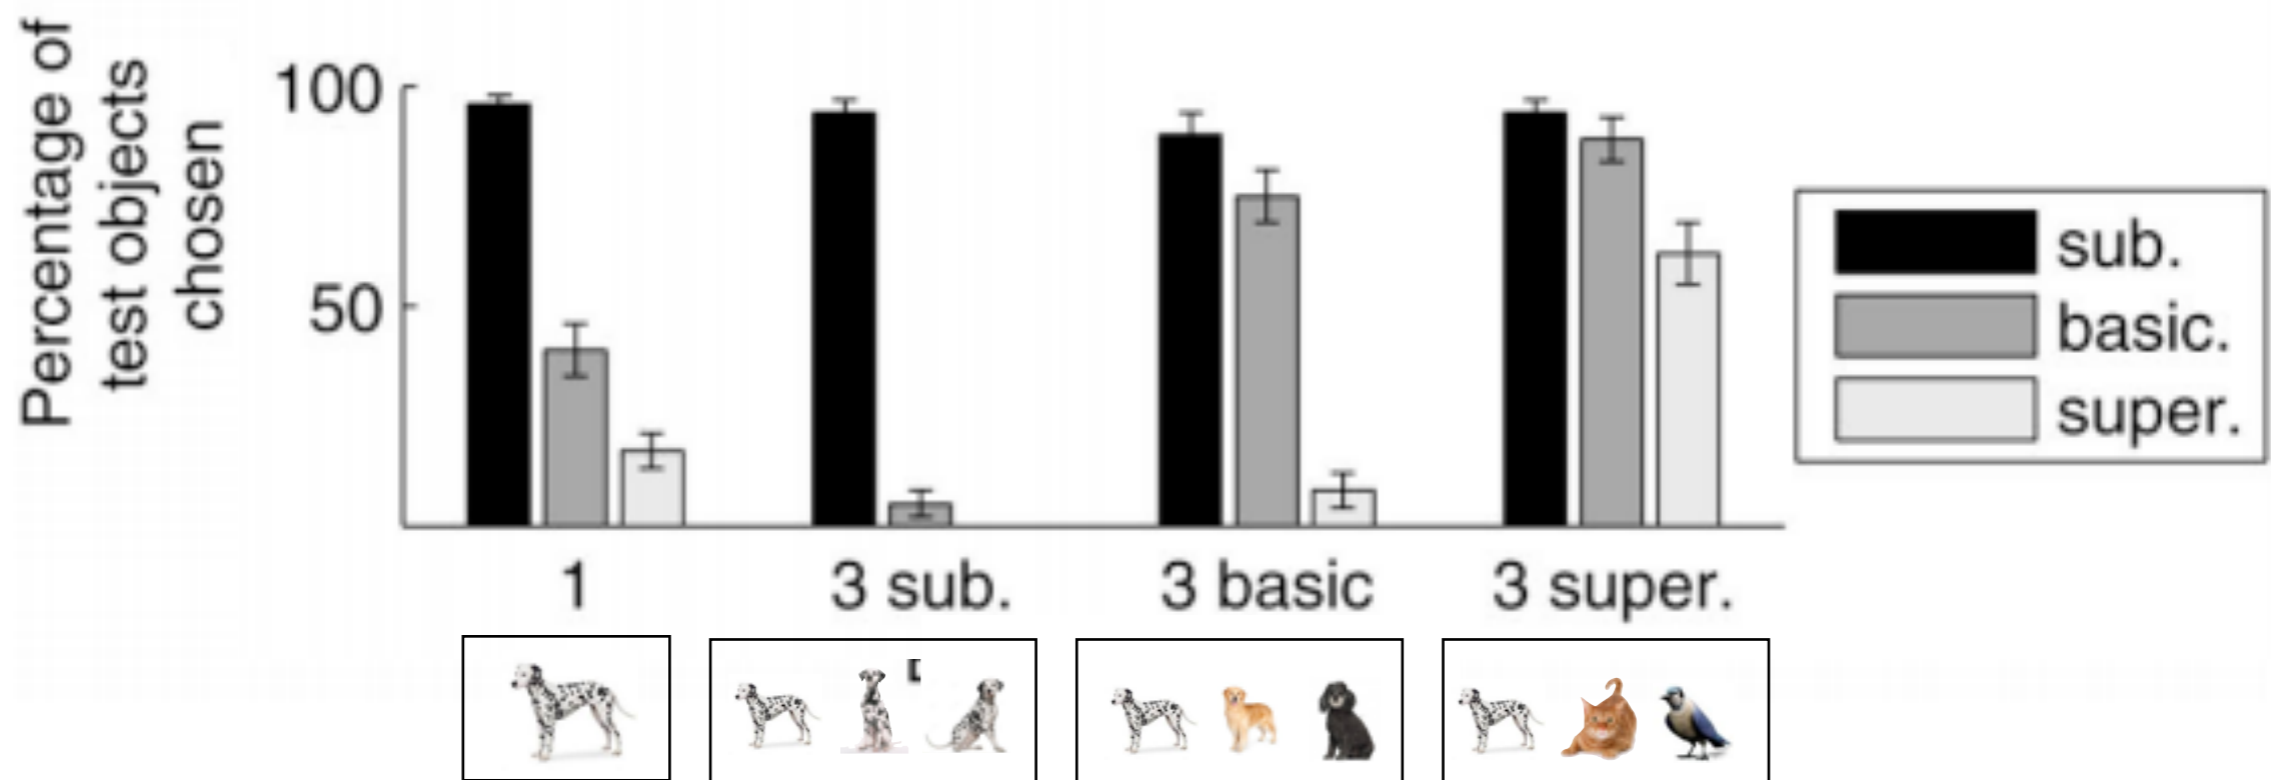 Percentage of
test objects
chosen
100
50
1
3 sub.
3 basic
3 super.
sub.
basic.
super.